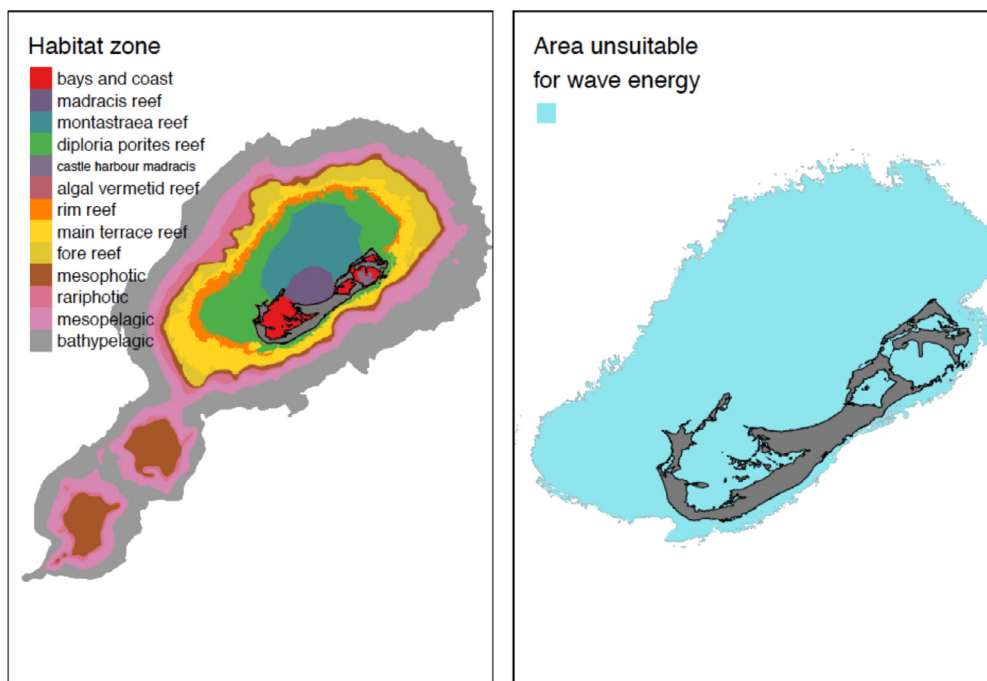 Habitat zone
bays and coast
madracis reef
montastraea reef
diploria porites reef
castle harbour madracis
algal vermetid reef
rim reef
main terrace reef
fore reef
mesophotic
rariphotic
mesopelagic
bathypelagic
Area unsuitable
for wave energy